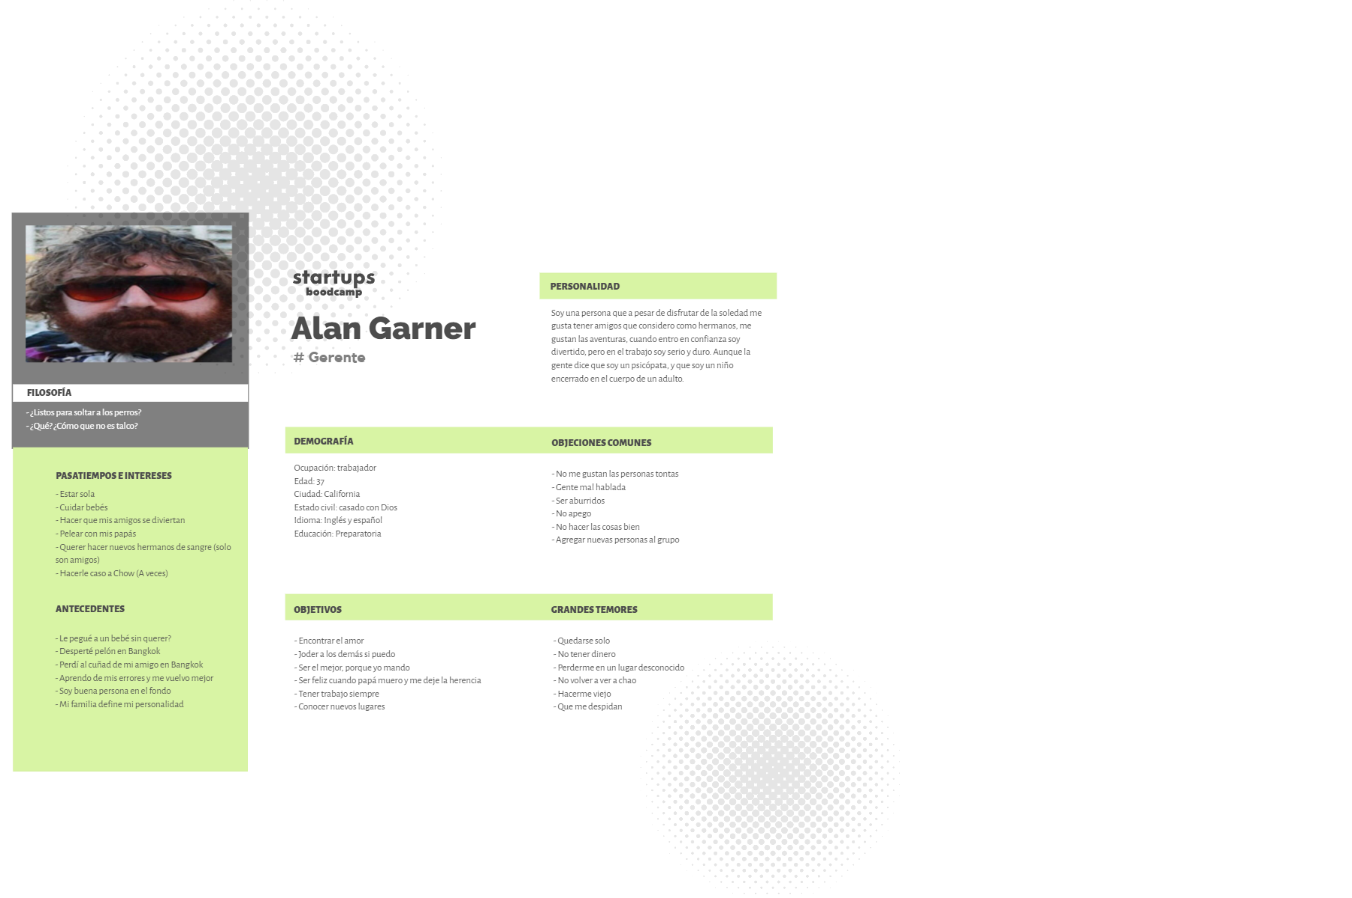 startups
boodcamp
Alan Garner
# Gerente
PERSONALIDAD
Soy una persona que a pesar de disfrutar de la soledad me
gusta tener amigos que considero como hermanos, me
gustan las aventuras, cuando entro en confianza soy
divertido, pero en el trabajo soy serio y duro. Aunque la
gente dice que soy un psicópata, y que soy un niño
encerrado en el cuerpo de un adulto.
FILOSOFÍA
- ¿Listos para soltar a los perros?
- ¿Qué? ¿Cómo que no es talco?
PASATIEMPOS E INTERESES
- Estar sola
- Cuidar bebés
- Hacer que mis amigos se diviertan
- Pelear con mis papás
- Querer hacer nuevos hermanos de sangre (solo
son amigos)
- Hacerle caso a Chow (A veces)
ANTECEDENTES
- Le pegué a un bebé sin querer?
- Desperté pelón en Bangkok
- Perdí al cuñad de mi amigo en Bangkok
- Aprendo de mis errores y me vuelvo mejor
- Soy buena persona en el fondo
- Mi familia define mi personalidad
DEMOGRAFÍA
Ocupación: trabajador
Edad: 37
Ciudad: California
Estado civil: casado con Dios
Idioma: Inglés y español
Educación: Preparatoria
OBJECIONES COMUNES
- No me gustan las personas tontas
- Gente mal hablada
- Ser aburridos
- No apego
- No hacer las cosas bien
- Agregar nuevas personas al grupo
OBJETIVOS
- Encontrar el amor
- Joder a los demás si puedo
- Ser el mejor, porque yo mando
- Ser feliz cuando papá muero y me deje la herencia
- Tener trabajo siempre
- Conocer nuevos lugares
GRANDES TEMORES
- Quedarse solo
- No tener dinero
- Perderme en un lugar desconocido
- No volver a ver a chao
- Hacerme viejo
- Que me despidan